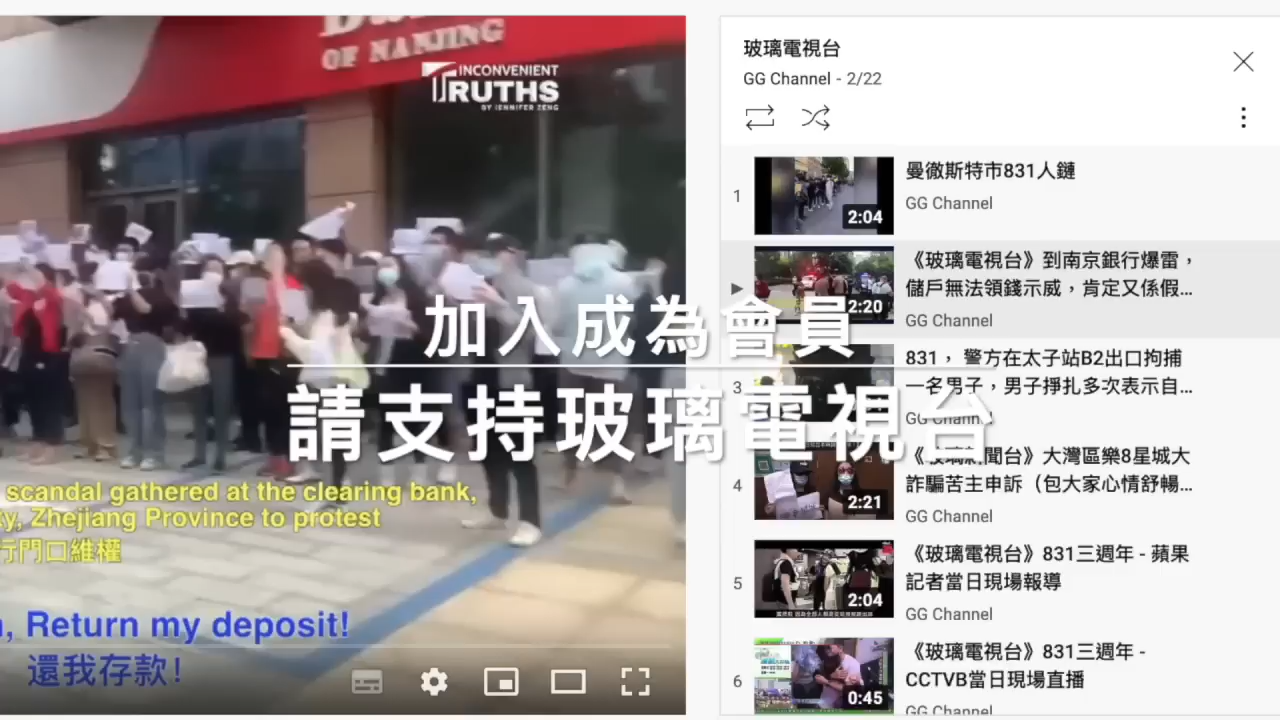 OF NANJING
INCONVENIENT
TRUTHS
BY JENNIFER ZENG
加入成為會員
請支持玻璃電視台
scandal gathered at the clearing bank,
Zhejiang Province to protest
行門口維權
Return my deposit!
還我存款!
玻璃電視台
GG Channel - 2/22
1
2:04
曼徹斯特市831人鏈
GG Channel
2:20
《玻璃電視台》到南京銀行爆雷，
儲戶無法領錢示威，肯定又係假...
GG Channel
3
831， 警方在太子站B2出口拘捕
一名男子，男子掙扎多次表示自...
GG Channel
4
2:21
大灣區樂8星城大
詐騙苦主申訴（包大家心情舒暢...
GG Channel
5
2:04
《玻璃電視台》831三週年 - 蘋果
記者當日現場報導
GG Channel
6
0:45
《玻璃電視台》831三週年 -
CCTVB當日現場直播
GG Channel